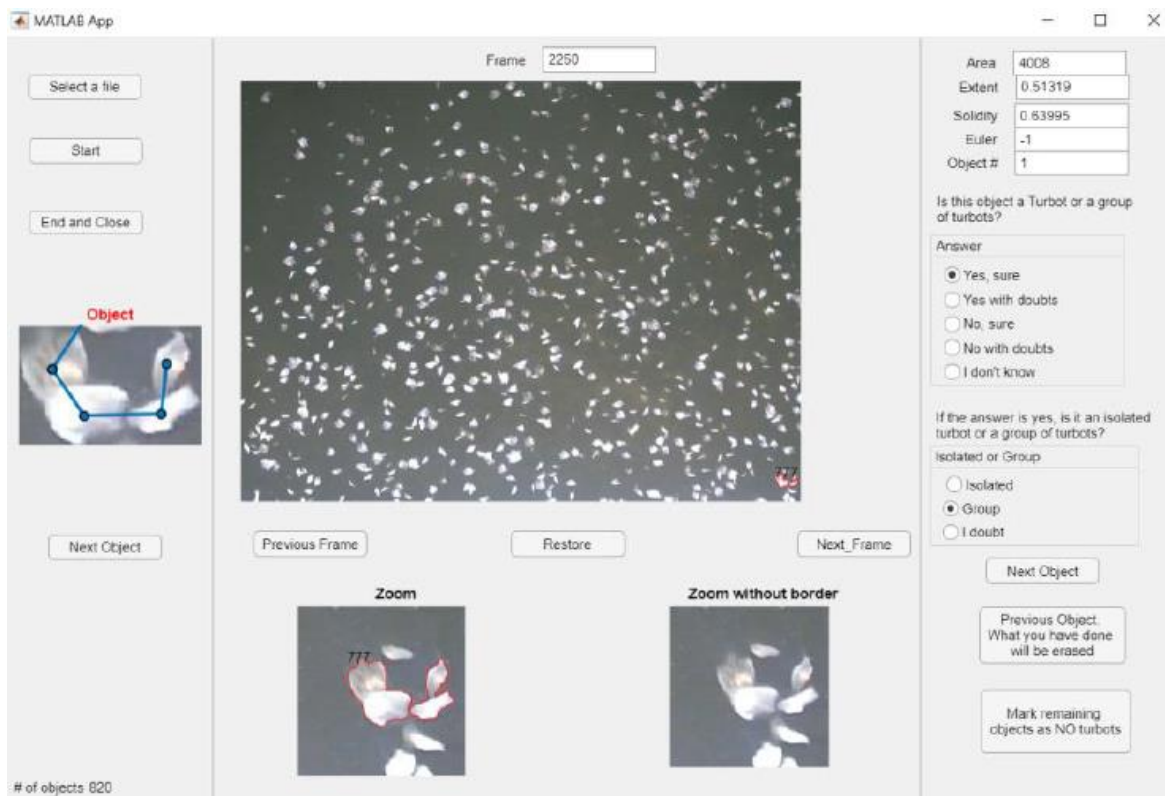 MATLAB App
Select a file
Start
End and Close
Object
Next Object
# of objects 820
Frame 2250
777
Previous Frame
Restore
Next_Frame
Zoom
777
Zoom without border
Area 4008
Extent 0.51319
Solidity 0.63995
Euler -1
Object # 1
Is this object a Turbot or a group
of turbots?
Answer
Yes, sure
Yes with doubts
No, sure
No with doubts
I don't know
If the answer is yes, is it an isolated
turbot or a group of turbots?
Isolated or Group
Isolated
Group
I doubt
Next Object
Previous Object.
What you have done
will be erased
Mark remaining
objects as NO turbots